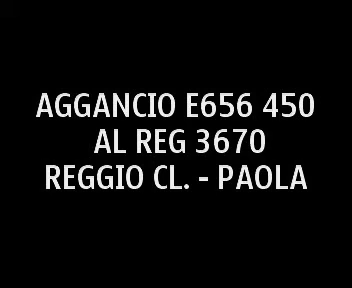 AGGANCIO E656 450
AL REG 3670
REGGIO CL. - PAOLA